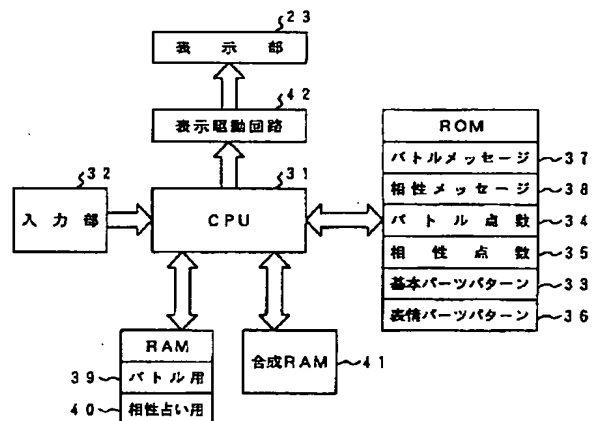 23
表示部
42
表示駆動回路
ROM
バトルメッセージ 37
32
31
相性メッセージ 38
入力部
CPU
バトル点数 34
相性点数 35
基本パーツパターン 33
表情パーツパターン 36
RAM
合成RAM 41
39 バトル用
40 相性占い用